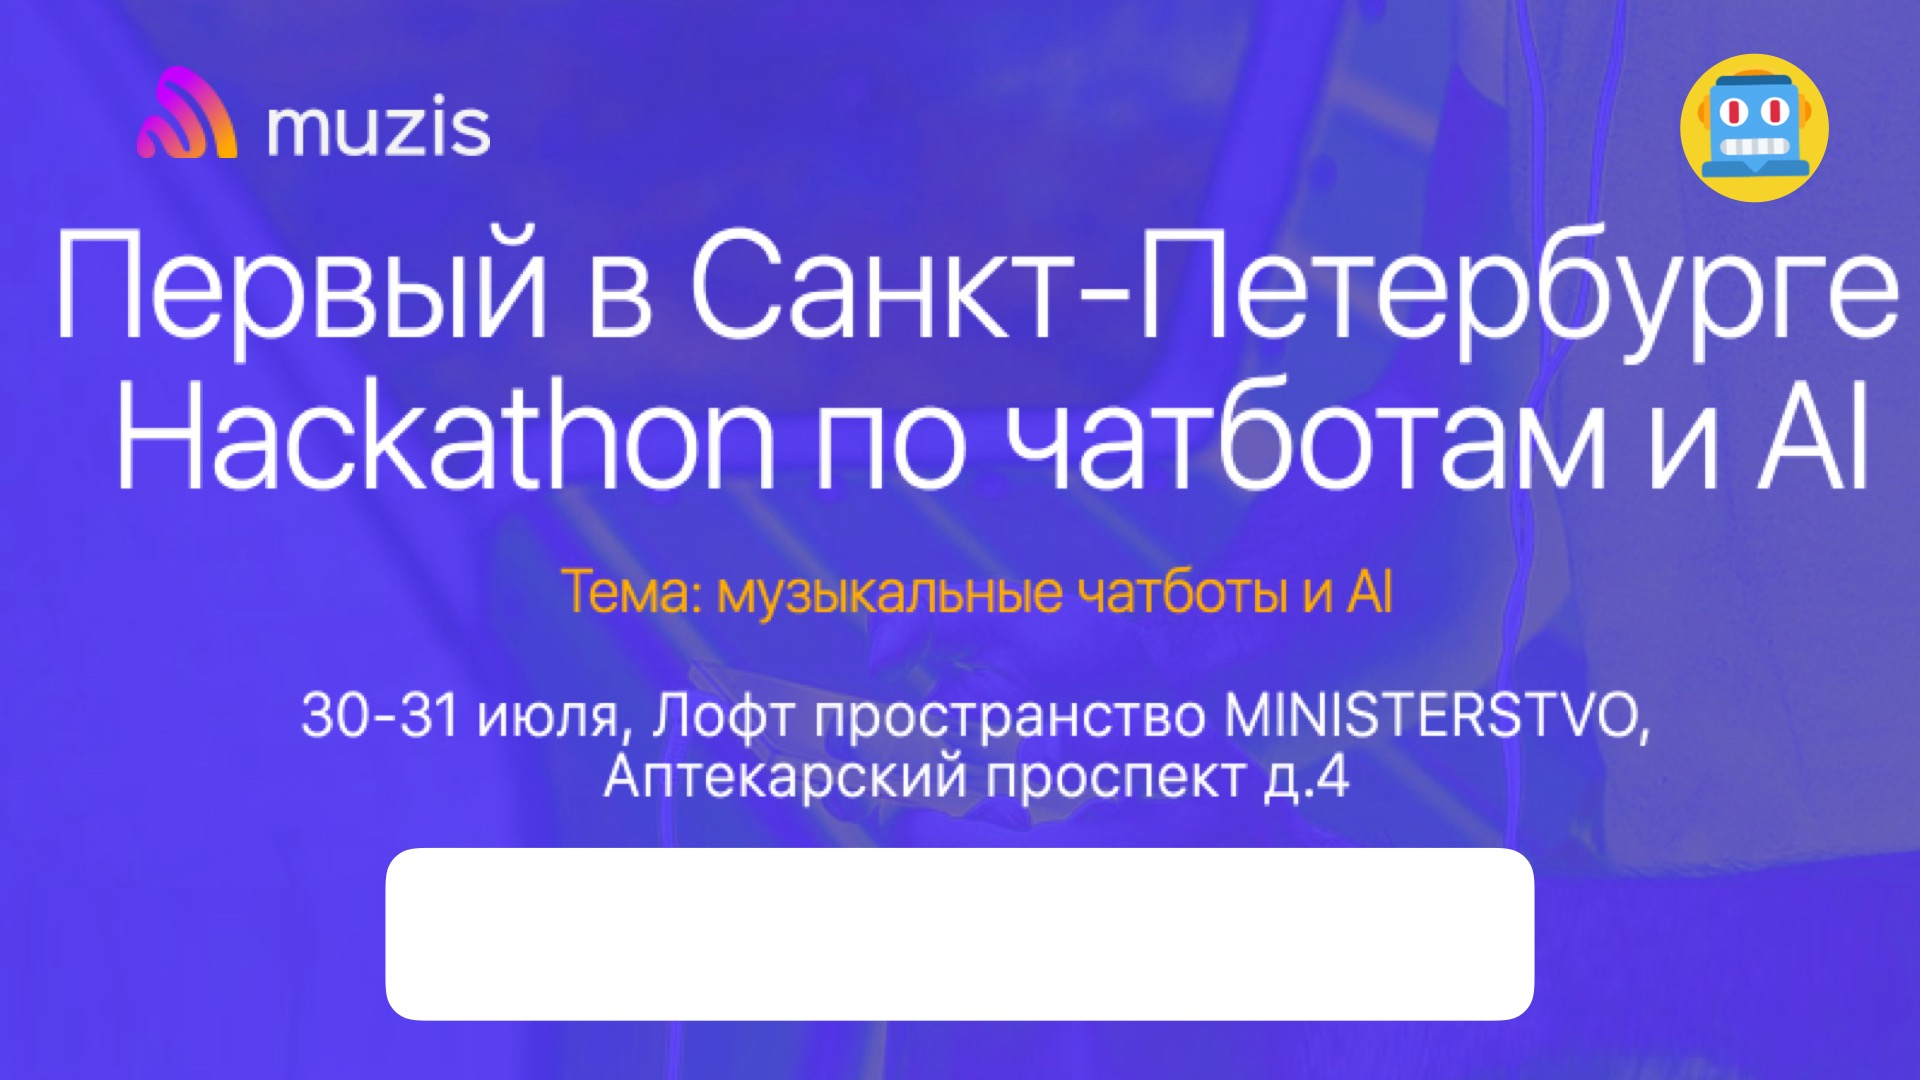 muzis
Первый в Санкт-Петербурге
Hackathon по чатботам и AI
Тема: музыкальные чатботы и AI
30-31 июля, Лофт пространство MINISTERSTVO,
Аптекарский проспект д.4